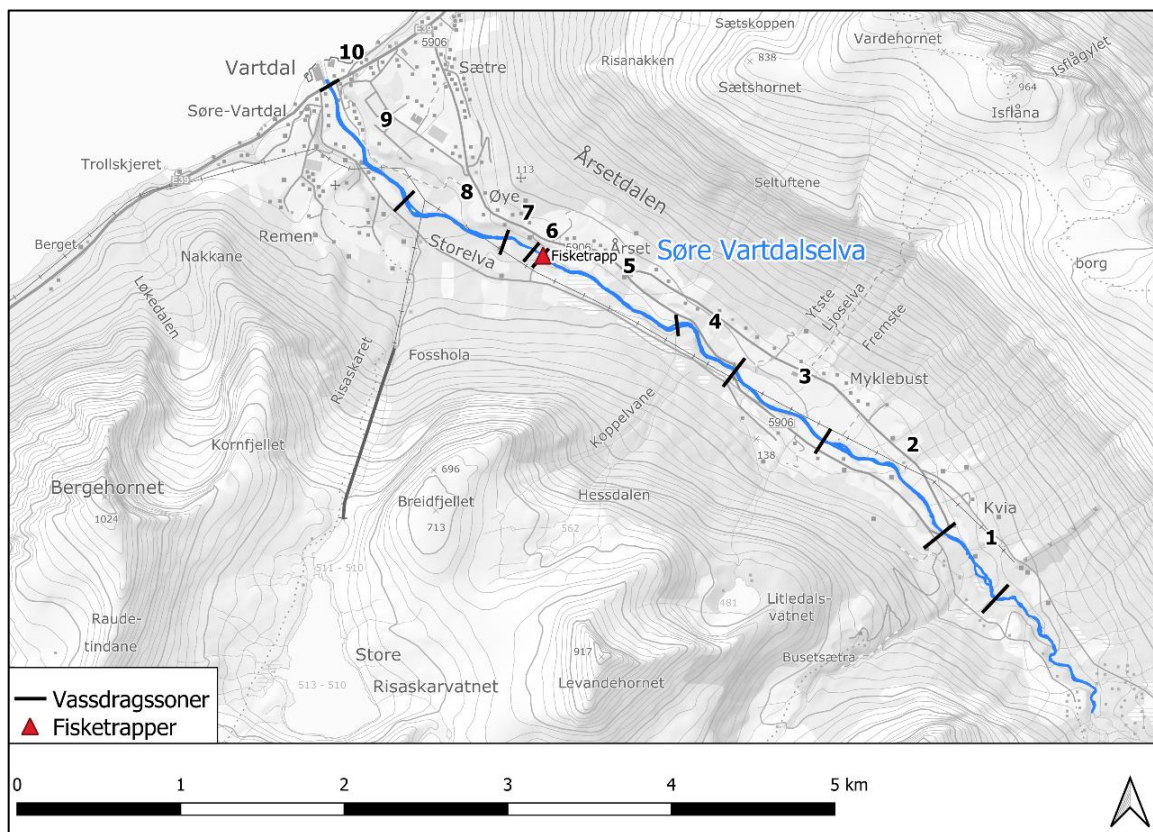 10
E39
5906
Vartdal
Sætre
Søre-Vartdal
9
Trollskjeret
E39
Berget
Nakkane
Løkedalen
Remen
113
8
Øye
7
6
5906
Årset
Fisketrapp
5
Storelva
Årsetdalen
Søre Vartdalselva
Sætskoppen
Risanakken
838
Sætshornet
Vardehornet
Isflågylet
964
Isflåna
Seltuftene
borg
Ytste
Ljoselva
Fremste
4
3
Myklebust
5906
138
2
Kvia
1
Risaskaret
Fosshola
Koppelvane
Kornfjellet
Bergehornet
1024
696
Breidfjellet
713
Hessdalen
562
511 - 510
Litledals-
vatnet
481
Busetsætra
917
Levandehornet
Raude-
tindane
Store
Risaskarvatnet
513 - 510
Vassdragssoner
Fisketrapper
0 1 2 3 4 5 km